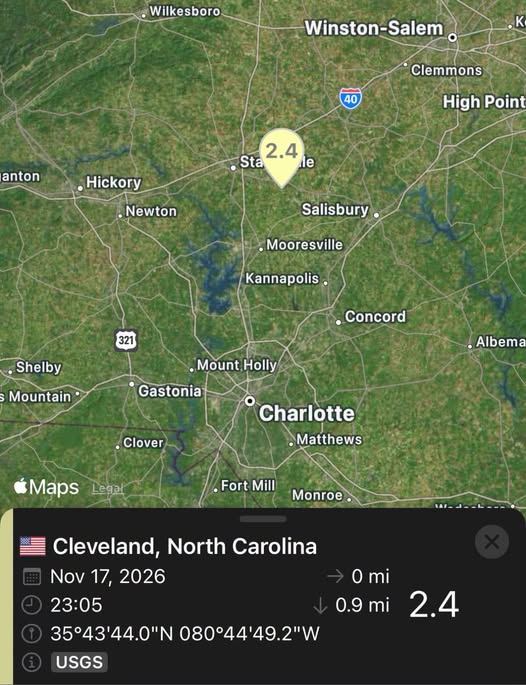 Wilkesboro
Winston-Salem
Clemmons
40
High Point
2.4
Hickory
Newton
Salisbury
Mooresville
Kannapolis
Concord
321
Shelby
Mount Holly
s Mountain
Gastonia
Charlotte
Clover
Matthews
Maps
Legal
Fort Mill
Monroe
Cleveland, North Carolina
Nov 17, 2026
→ 0 mi
23:05
↓ 0.9 mi
2.4
35°43'44.0"N 080°44'49.2"W
USGS